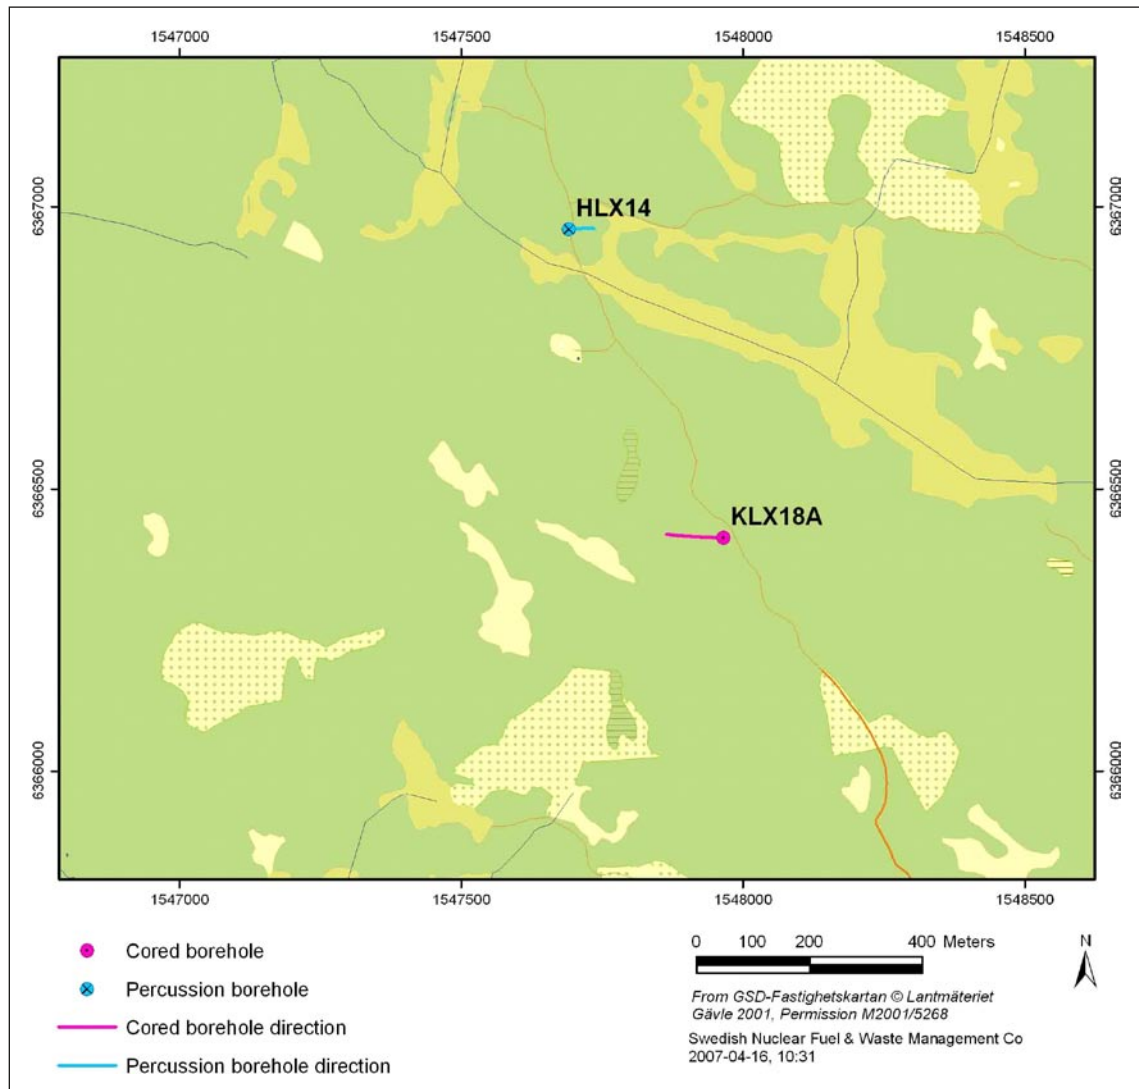 1547000 1547500 1548000 1548500
6367000 6367000
HLX14
6366500 6366500
KLX18A
6366000 6366000
1547000 1547500 1548000 1548500
Cored borehole
Percussion borehole
Cored borehole direction
Percussion borehole direction
0 100 200 400 Meters
N
From GSD-Fastighetskartan © Lantmäteriet
Gävle 2001, Permission M2001/5268
Swedish Nuclear Fuel & Waste Management Co
2007-04-16, 10:31